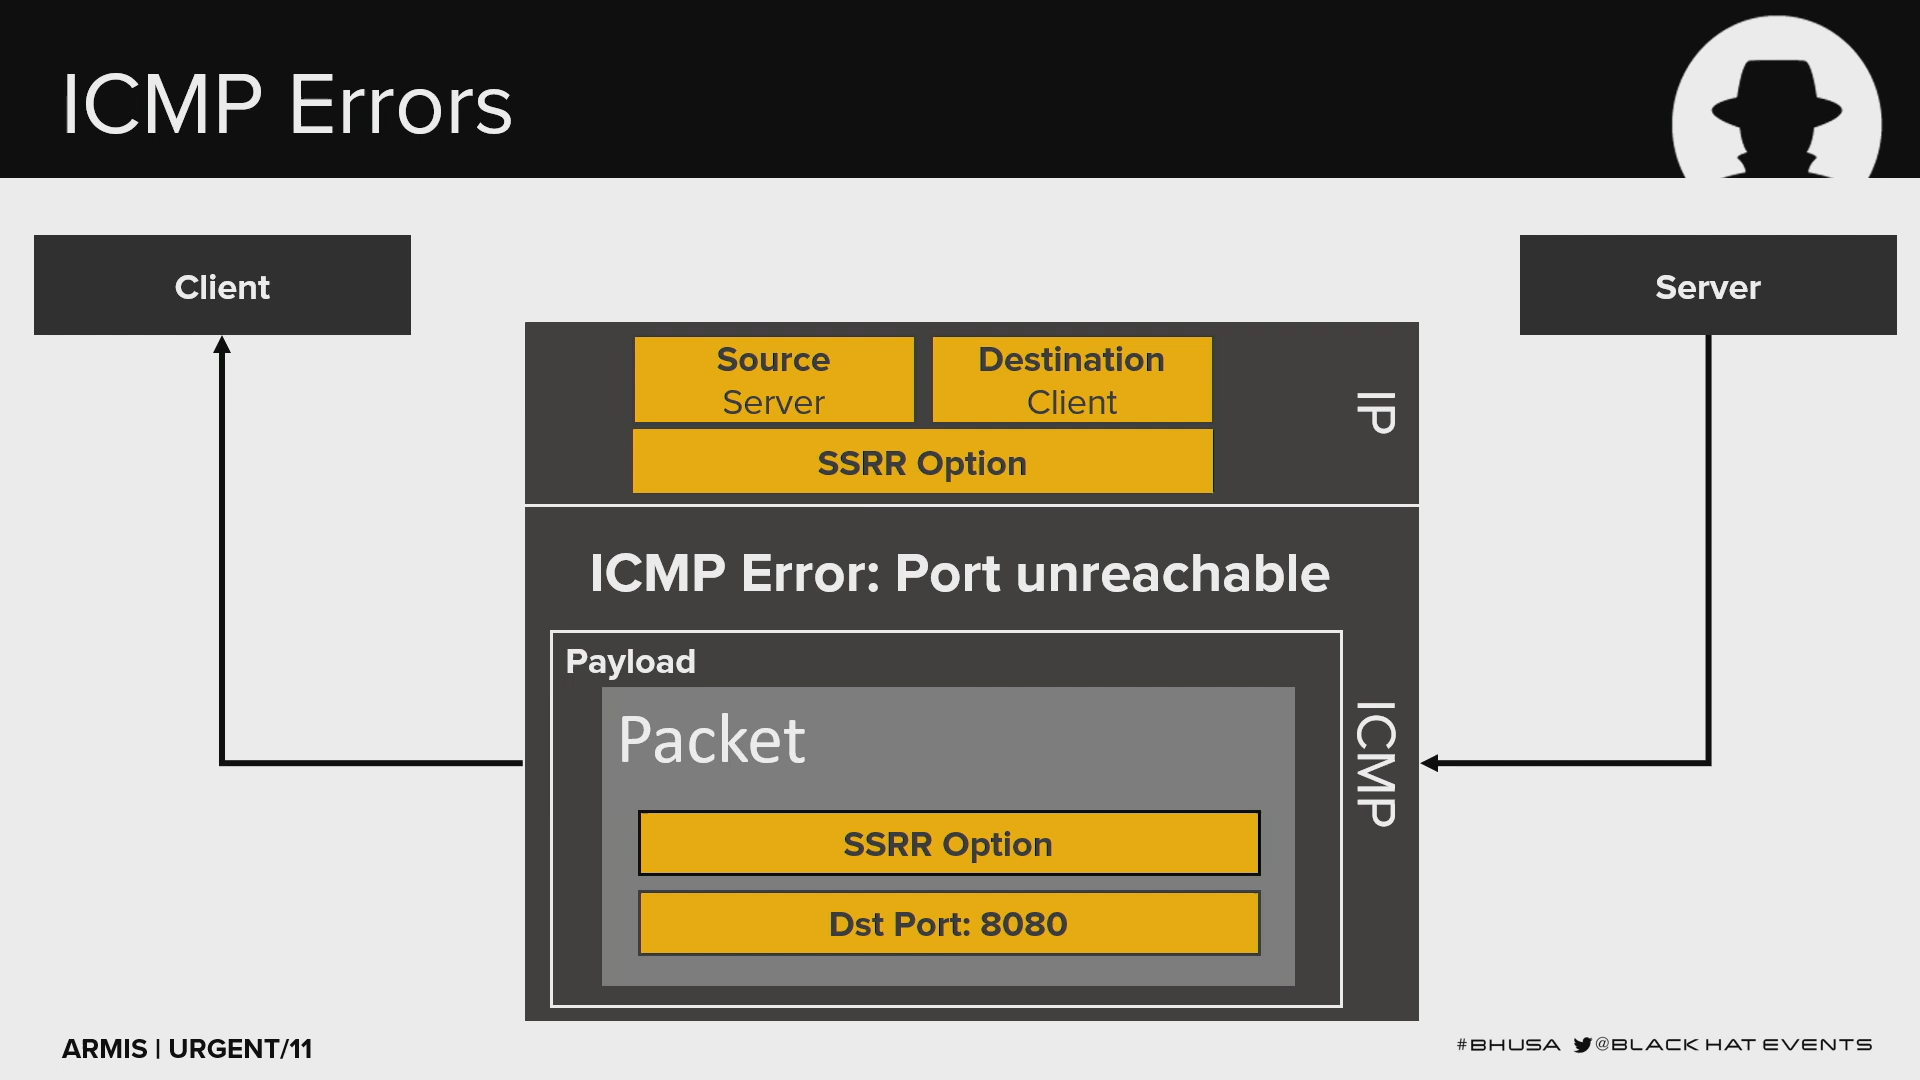 ICMP Errors
Client
Server
Source
Server
Destination
Client
IP
SSRR Option
ICMP Error: Port unreachable
Payload
Packet
ICMP
SSRR Option
Dst Port: 8080
ARMIS | URGENT/11
#BHUSA @BLACK HAT EVENTS